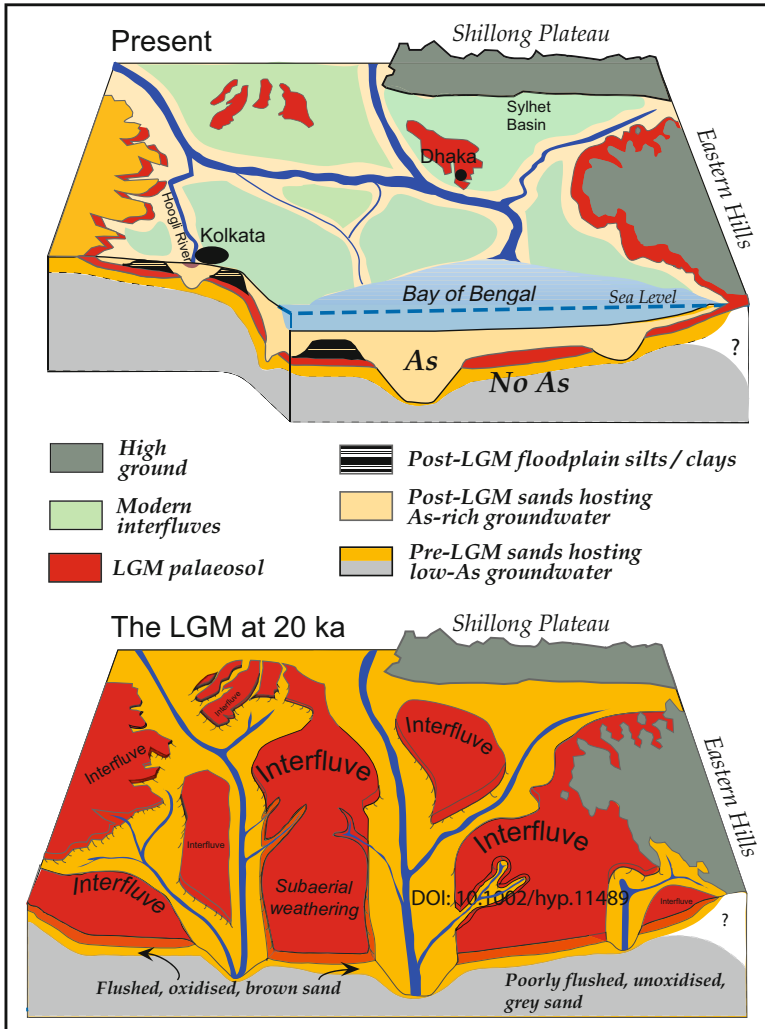 Present
Shillong Plateau
Sylhet
Basin
Dhaka
Eastern Hills
Hoogli River
Kolkata
Bay of Bengal
Sea Level
As
No As
?
High
ground
Modern
interfluves
LGM palaeosol
Post-LGM floodplain silts / clays
Post-LGM sands hosting
As-rich groundwater
Pre-LGM sands hosting
low-As groundwater
The LGM at 20 ka
Shillong Plateau
Interfluve
Interfluve
Interfluve
Interfluve
Eastern Hills
Interfluve
Interfluve
Interfluve
Subaerial
weathering
DOI: 10.1002/hyp.11489
Interfluve
?
Flushed, oxidised, brown sand
Poorly flushed, unoxidised,
grey sand